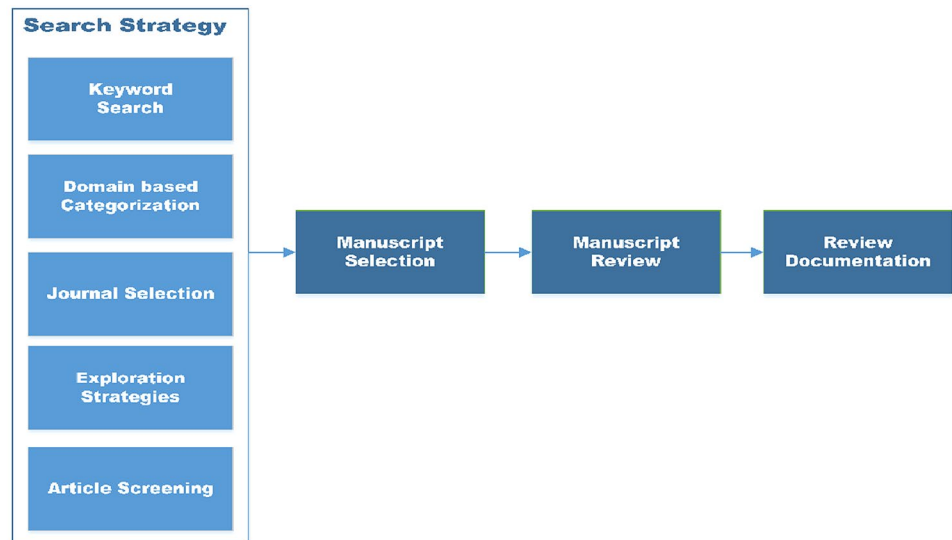 Search Strategy
Keyword
Search
Domain based
Categorization
Journal Selection
Exploration
Strategies
Article Screening
Manuscript
Selection
Manuscript
Review
Review
Documentation